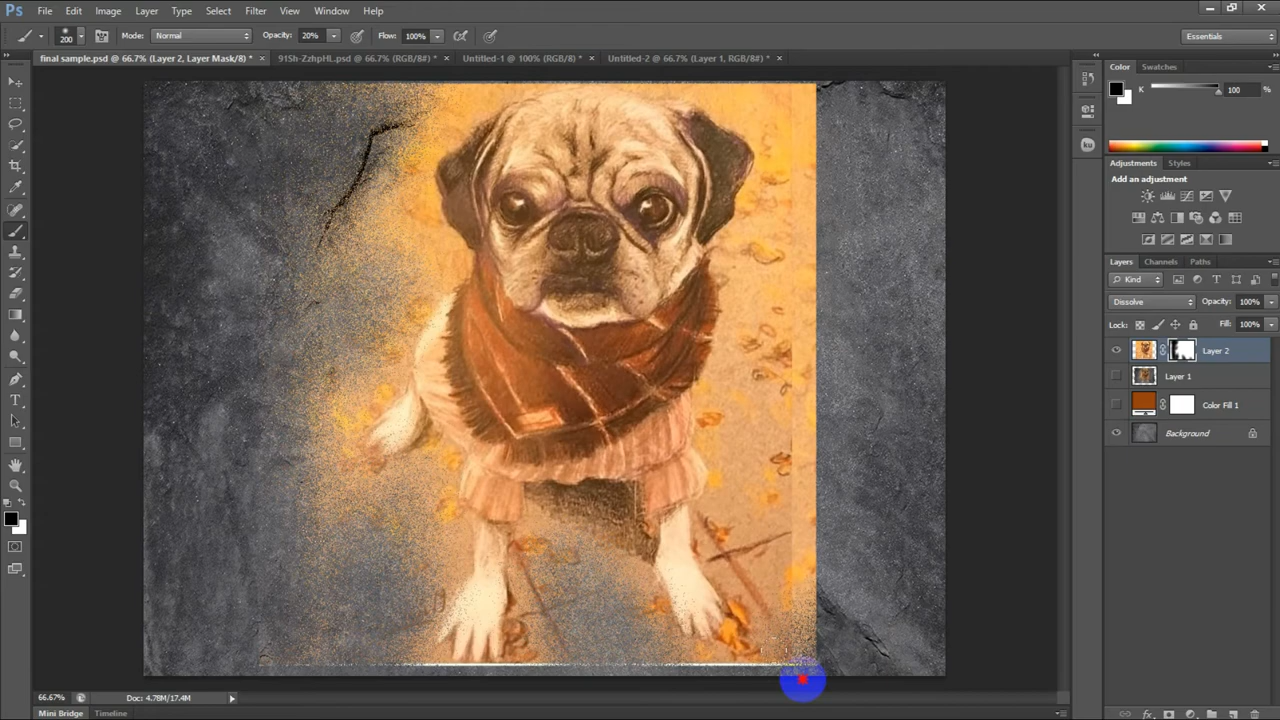 Ps File Edit Image Layer Type Select Filter View Window Help
200 Mode: Normal Opacity: 20% Flow: 100% Essentials
final sample.psd @ 66.7% (Layer 2, Layer Mask/8) * × 91Sh-ZzhpHL.psd @ 66.7% (RGB/8#) * × Untitled-1 @ 100% (RGB/8) * × Untitled-2 @ 66.7% (Layer 1, RGB/8#) * ×
Color Swatches
K 100 %
ku
Adjustments Styles
Add an adjustment
Layers Channels Paths
Kind
Dissolve Opacity: 100%
Lock: Fill: 100%
Layer 2
Layer 1
Color Fill 1
Background
66.67% Doc: 4.78M/17.4M
Mini Bridge Timeline